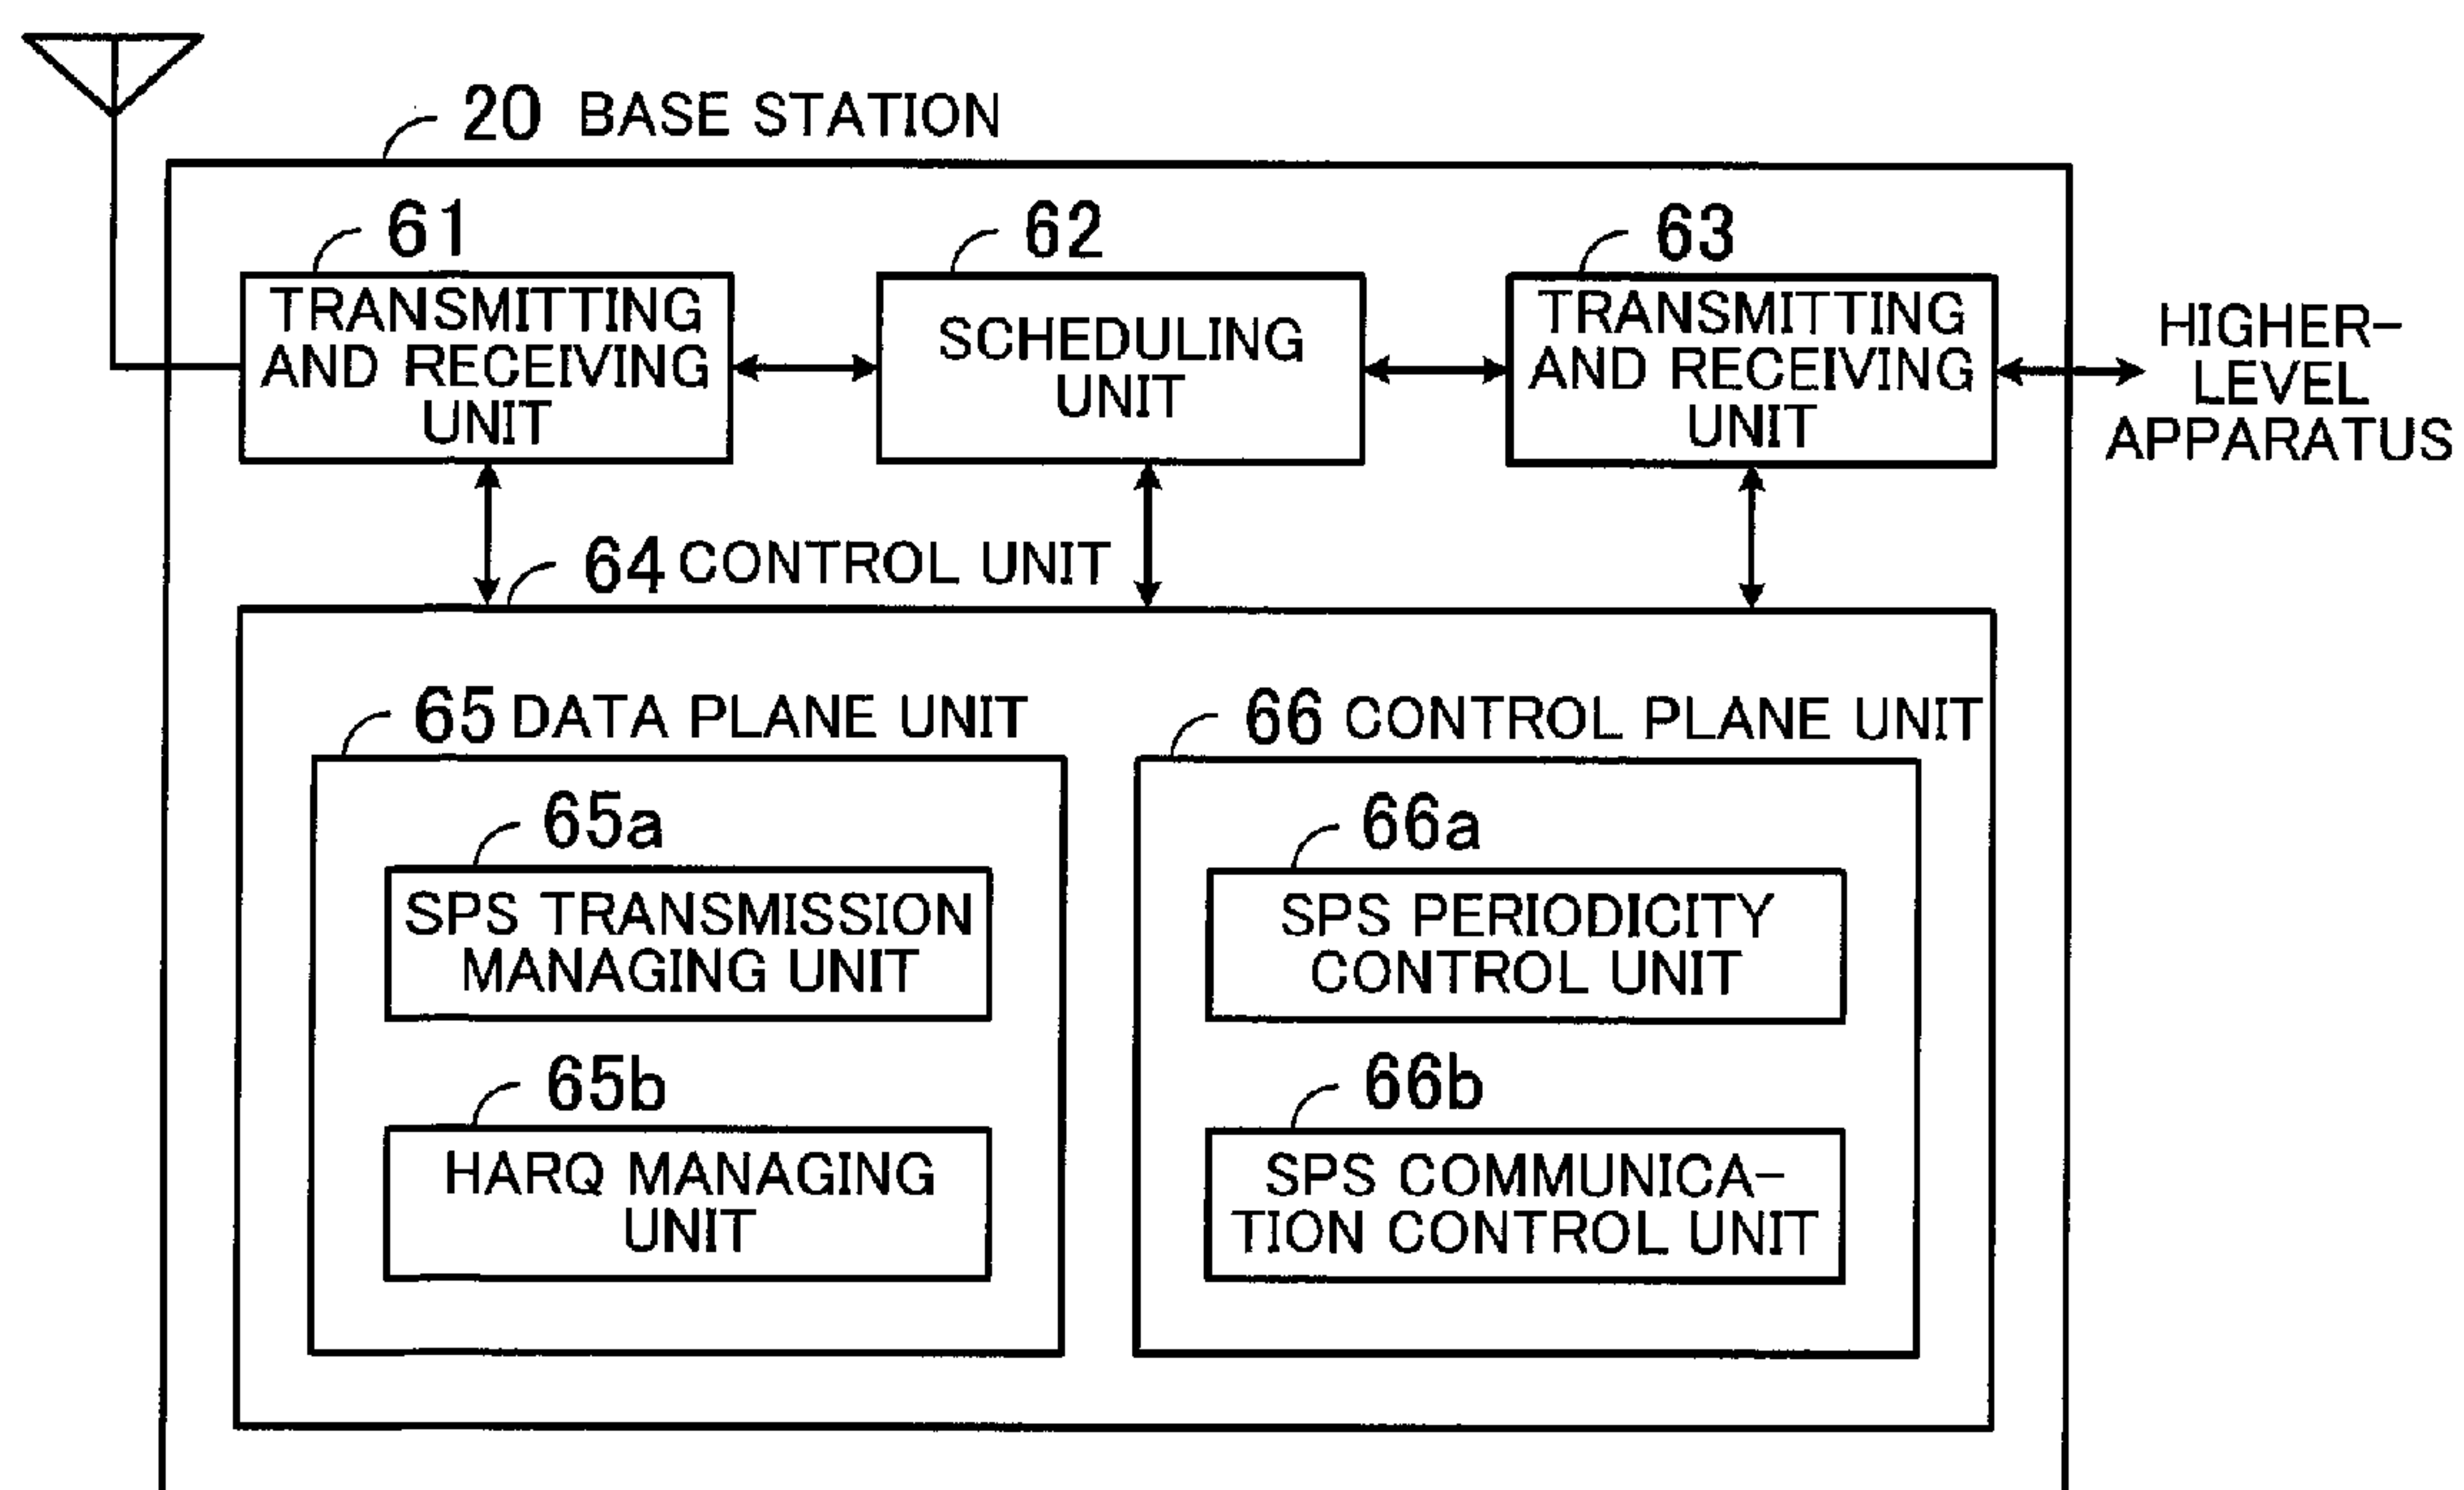 20 BASE STATION
61
TRANSMITTING
AND RECEIVING
UNIT
62
SCHEDULING
UNIT
63
TRANSMITTING
AND RECEIVING
UNIT
HIGHER-
LEVEL
APPARATUS
64 CONTROL UNIT
65 DATA PLANE UNIT
65a
SPS TRANSMISSION
MANAGING UNIT
65b
HARQ MANAGING
UNIT
66 CONTROL PLANE UNIT
66a
SPS PERIODICITY
CONTROL UNIT
66b
SPS COMMUNICA-
TION CONTROL UNIT